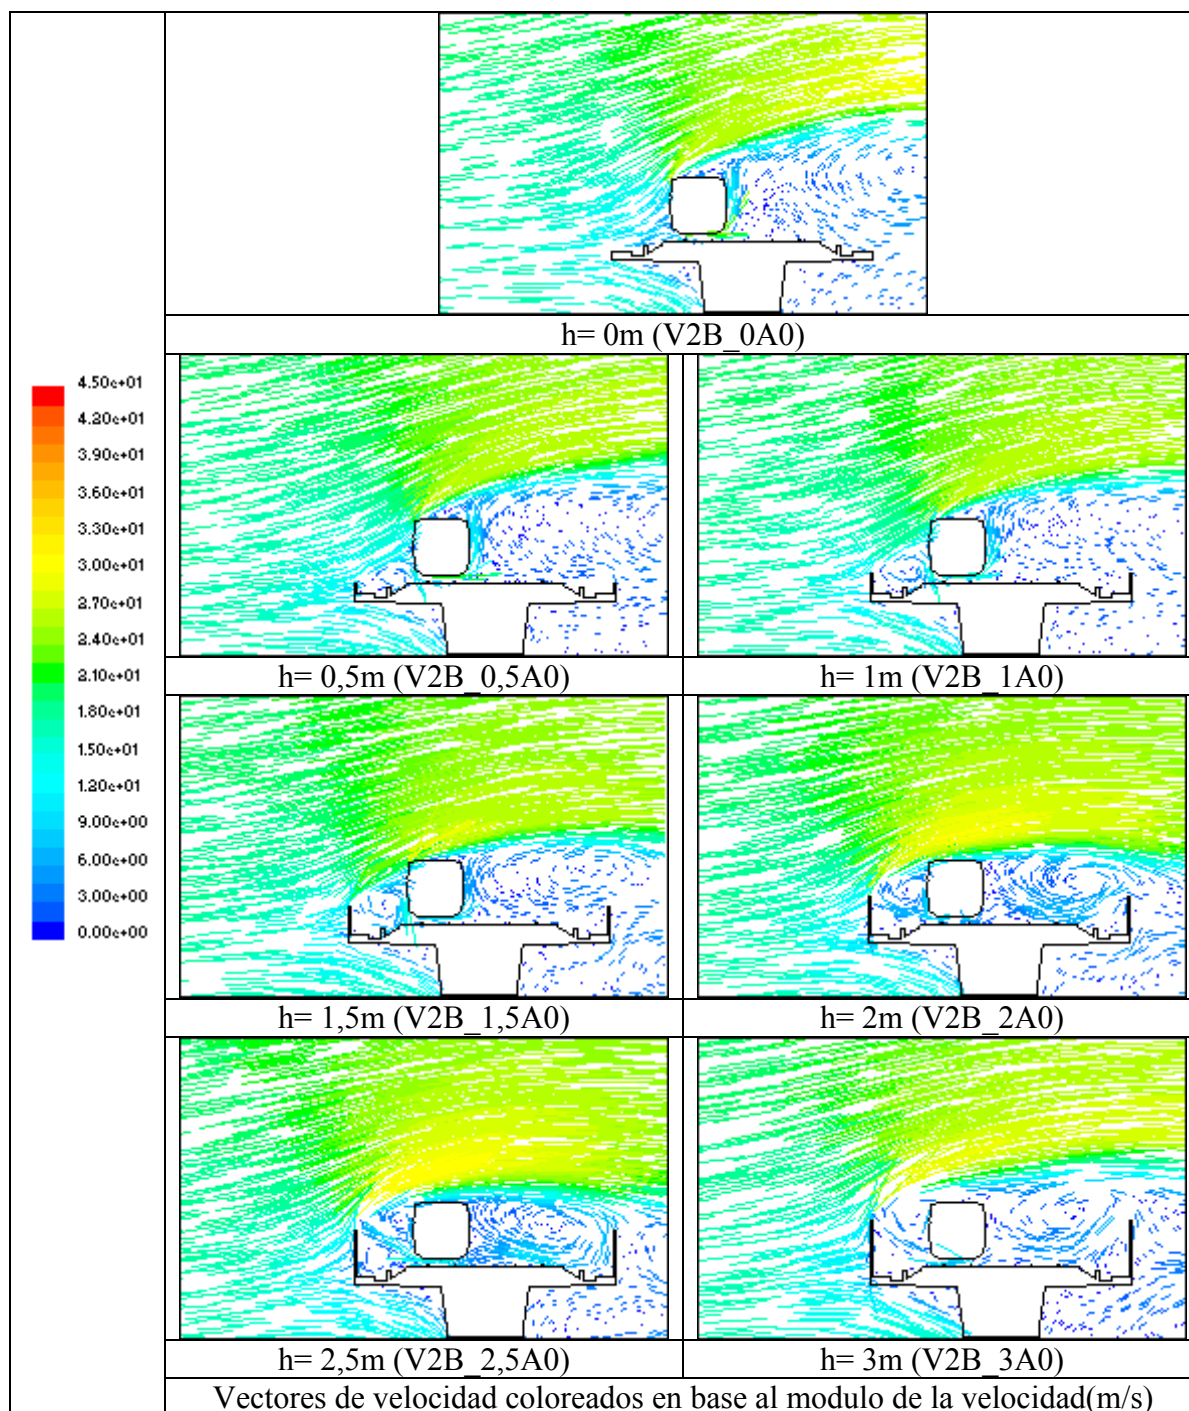 h= 0m (V2B_0A0)
4.50e+01
4.20e+01
3.90e+01
3.60e+01
3.30e+01
3.00e+01
2.70e+01
2.40e+01
2.10e+01
1.80e+01
1.50e+01
1.20e+01
9.00e+00
6.00e+00
3.00e+00
0.00e+00
h= 0,5m (V2B_0,5A0)
h= 1m (V2B_1A0)
h= 1,5m (V2B_1,5A0)
h= 2m (V2B_2A0)
h= 2,5m (V2B_2,5A0)
h= 3m (V2B_3A0)
Vectores de velocidad coloreados en base al modulo de la velocidad(m/s)